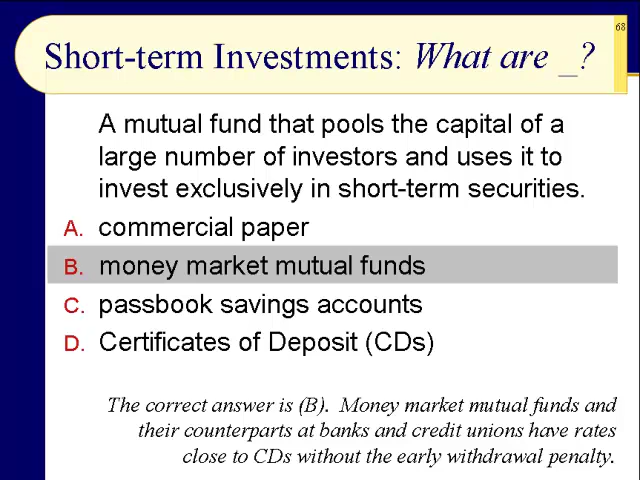 68
Short-term Investments: What are _?
A mutual fund that pools the capital of a
large number of investors and uses it to
invest exclusively in short-term securities.
A. commercial paper
B. money market mutual funds
C. passbook savings accounts
D. Certificates of Deposit (CDs)
The correct answer is (B). Money market mutual funds and
their counterparts at banks and credit unions have rates
close to CDs without the early withdrawal penalty.